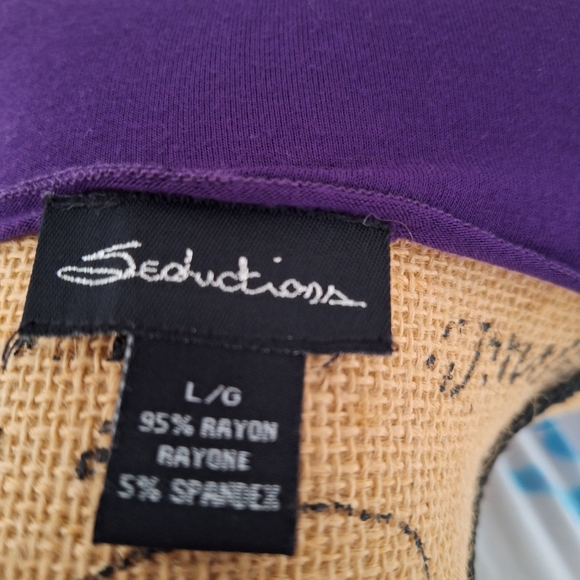 Seductions
L/G
95% RAYON
RAYONE
5% SPANDEX